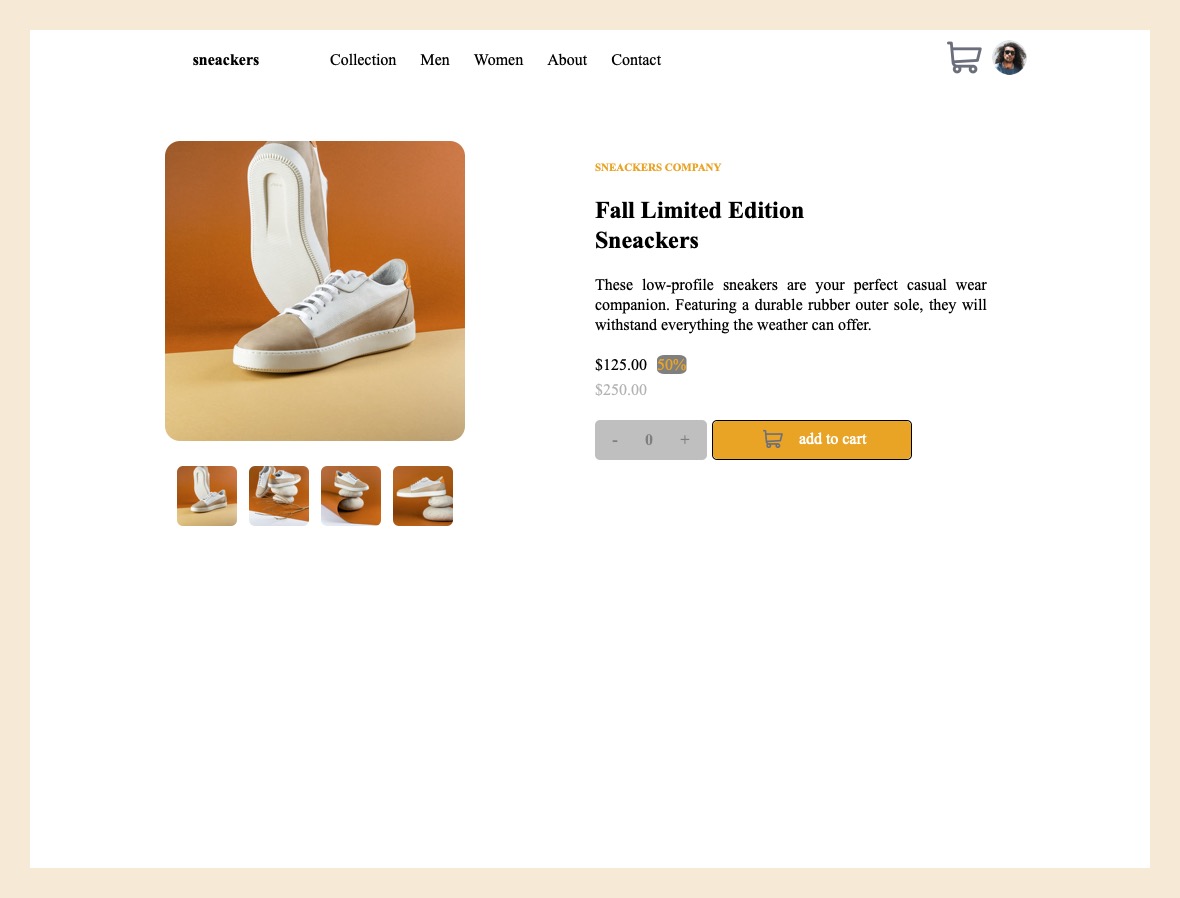 sneackers Collection Men Women About Contact
SNEACKERS COMPANY
Fall Limited Edition
Sneackers
These low-profile sneakers are your perfect casual wear
companion. Featuring a durable rubber outer sole, they will
withstand everything the weather can offer.
$125.00 50%
$250.00
- 0 + add to cart